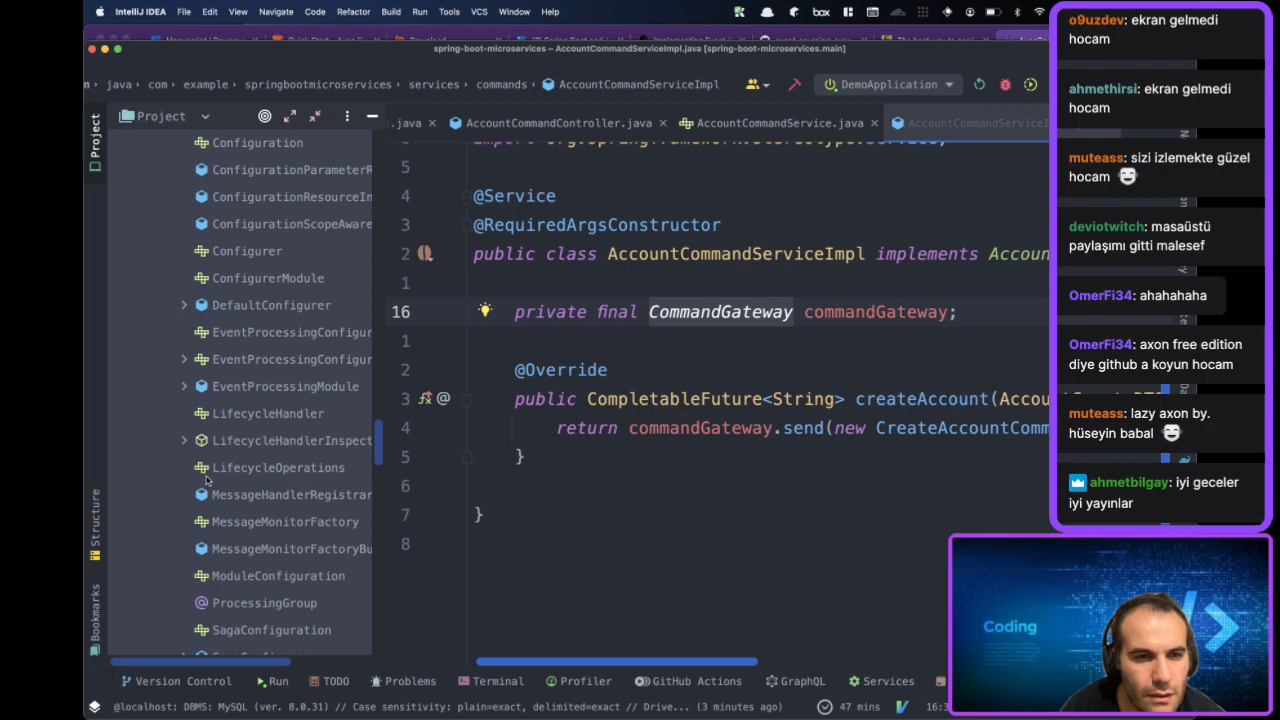 IntelliJ IDEA File Edit View Navigate Code Refactor Build Run Tools VCS Window Help
box
spring-boot-microservices – AccountCommandServiceImpl.java [spring-boot-microservices.main]
java com example springbootmicroservices services commands AccountCommandServiceImpl
DemoApplication
Project
Project
.java
AccountCommandController.java
AccountCommandService.java
AccountCommandServiceI
Configuration
ConfigurationParameterR
ConfigurationResourceIn
ConfigurationScopeAware
Configurer
ConfigurerModule
DefaultConfigurer
EventProcessingConfigur
EventProcessingConfigur
EventProcessingModule
LifecycleHandler
LifecycleHandlerInspect
LifecycleOperations
MessageHandlerRegistrar
MessageMonitorFactory
MessageMonitorFactoryBu
ModuleConfiguration
ProcessingGroup
SagaConfiguration
Structure
Bookmarks
5
4 @Service
3 @RequiredArgsConstructor
2 public class AccountCommandServiceImpl implements Accoun
1
16 private final CommandGateway commandGateway;
1
2 @Override
3 public CompletableFuture<String> createAccount(Accou
4 return commandGateway.send(new CreateAccountComm
5 }
6
7 }
8
Version Control Run TODO Problems Terminal Profiler GitHub Actions GraphQL Services
@localhost: DBMS: MySQL (ver. 8.0.31) // Case sensitivity: plain=exact, delimited=exact // Drive... (3 minutes ago)
47 mins
16:3
o9uzdev: ekran gelmedi
hocam
ahmethirsi: ekran gelmedi
hocam
muteass: sizi izlemekte güzel
hocam
deviotwitch: masaüstü
paylaşımı gitti malesef
OmerFi34: ahahahaha
OmerFi34: axon free edition
diye github a koyun hocam
muteass: lazy axon by.
hüseyin babal
ahmetbilgay: iyi geceler
iyi yayınlar
Coding